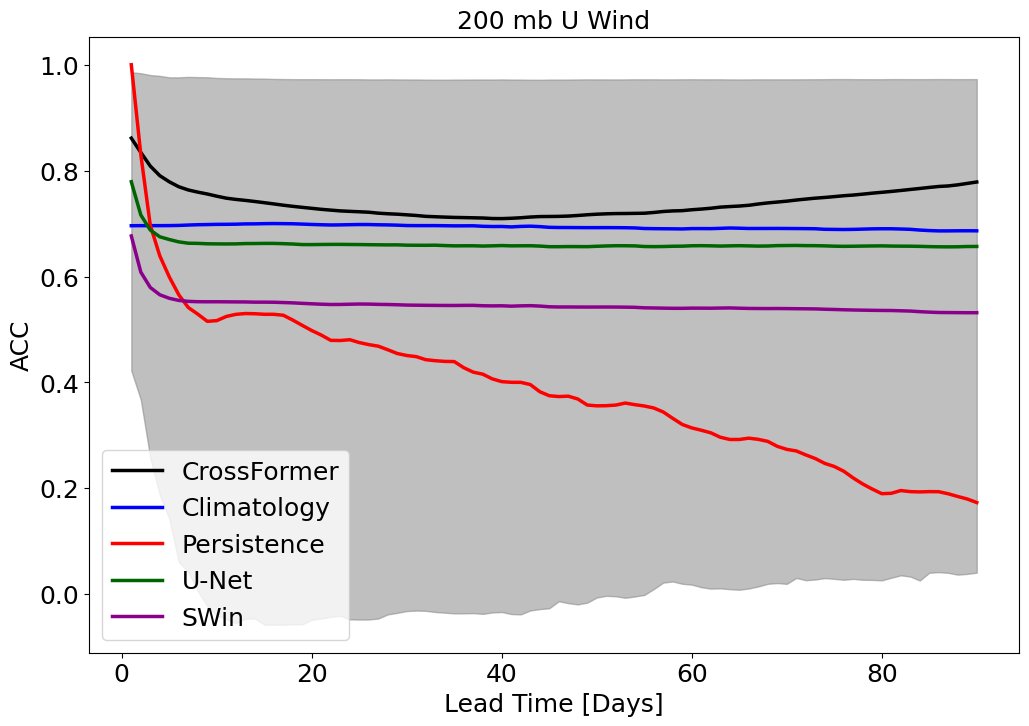 200 mb U Wind
ACC
1.0
0.8
0.6
0.4
0.2
0.0
CrossFormer
Climatology
Persistence
U-Net
SWin
0 20 40 60 80
Lead Time [Days]